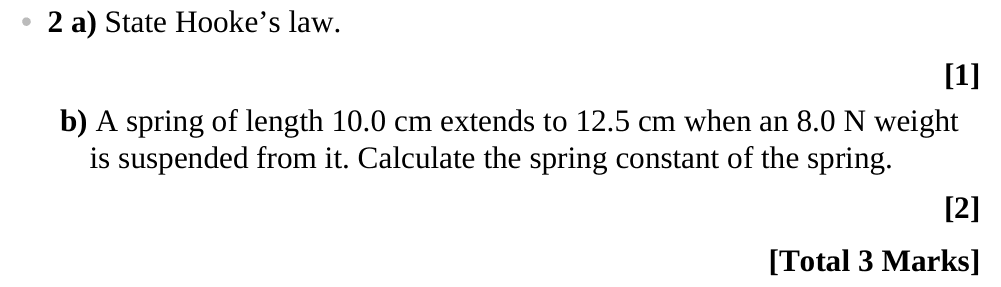 • 2 a) State Hooke’s law.
[1]
b) A spring of length 10.0 cm extends to 12.5 cm when an 8.0 N weight
is suspended from it. Calculate the spring constant of the spring.
[2]
[Total 3 Marks]